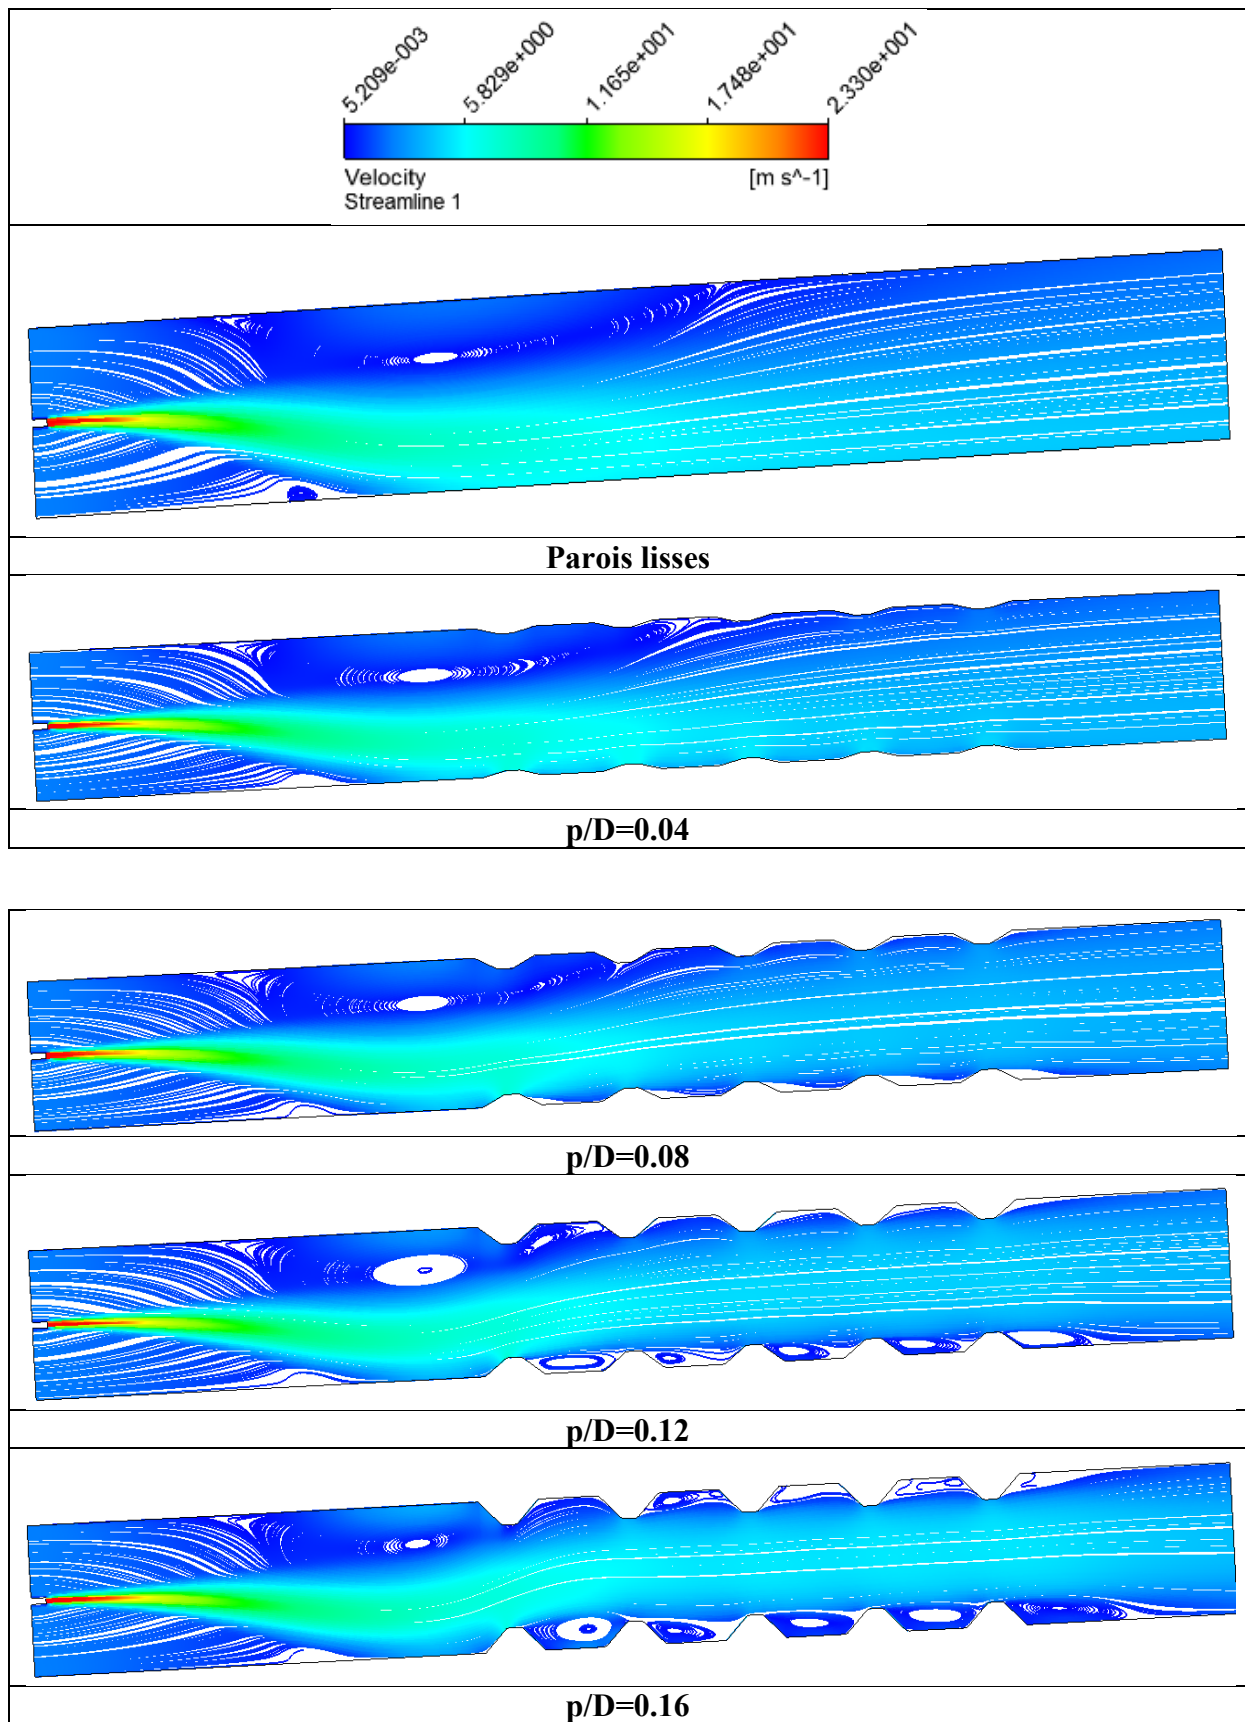 5.209e-003
5.829e+000
1.165e+001
1.748e+001
2.330e+001
Velocity [m s^-1]
Streamline 1
Parois lisses
p/D=0.04
p/D=0.08
p/D=0.12
p/D=0.16